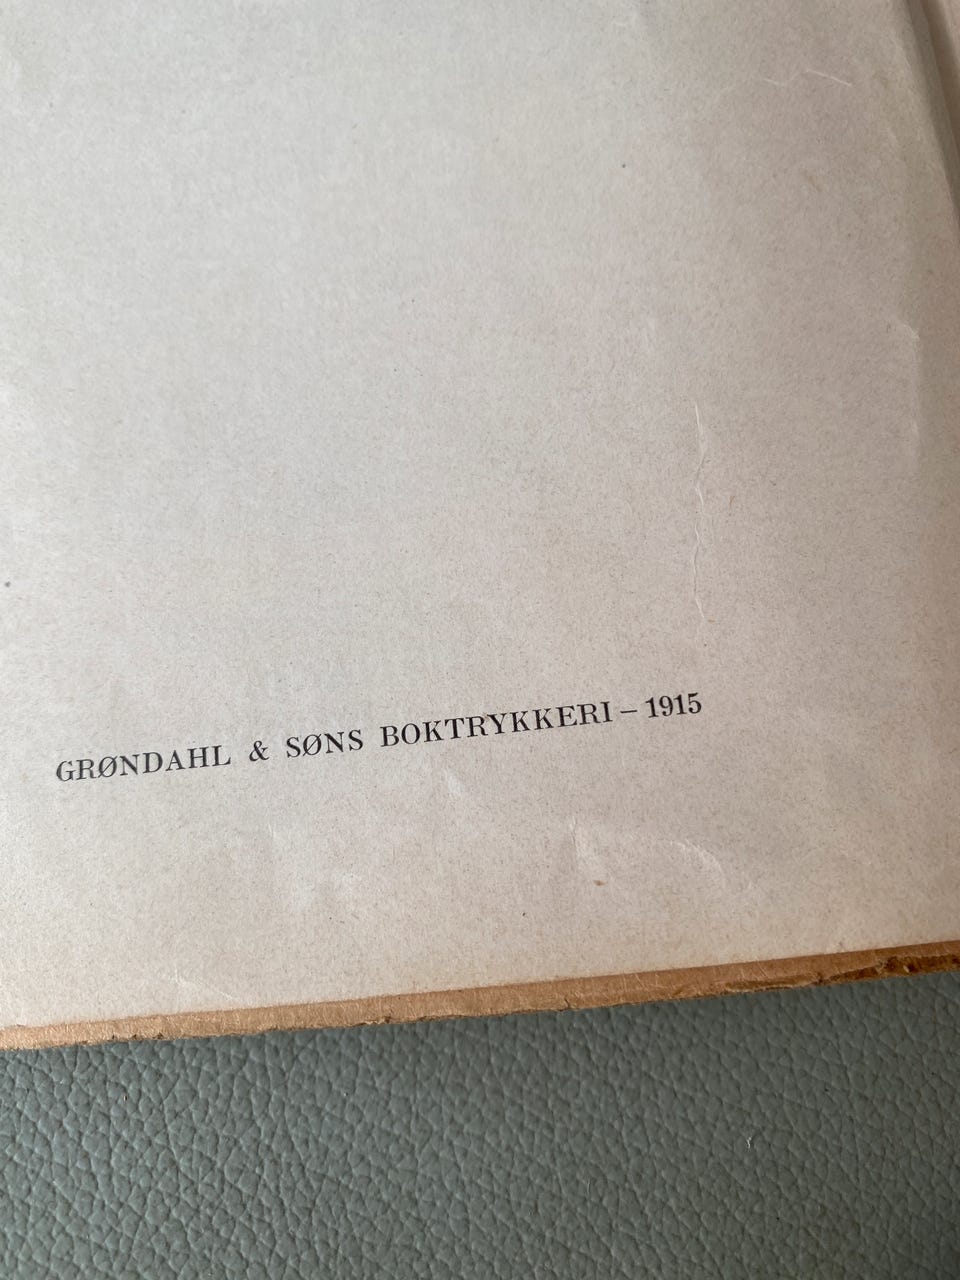 GRØNDAHL & SØNS BOKTRYKKERI – 1915